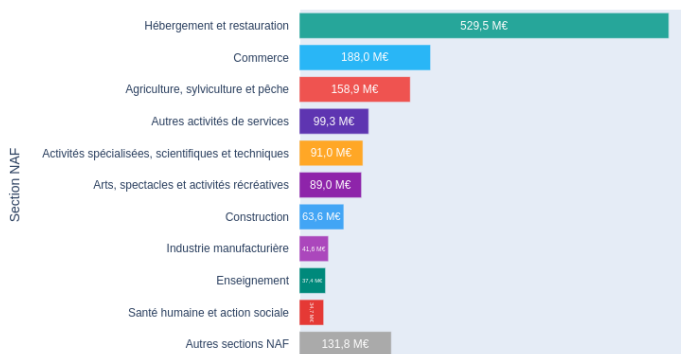 Section NAF
Hébergement et restauration 529,5 M€
Commerce 188,0 M€
Agriculture, sylviculture et pêche 158,9 M€
Autres activités de services 99,3 M€
Activités spécialisées, scientifiques et techniques 91,0 M€
Arts, spectacles et activités récréatives 89,0 M€
Construction 63,6 M€
Industrie manufacturière 41,8 M€
Enseignement 37,4 M€
Santé humaine et action sociale 34,7 M€
Autres sections NAF 131,8 M€